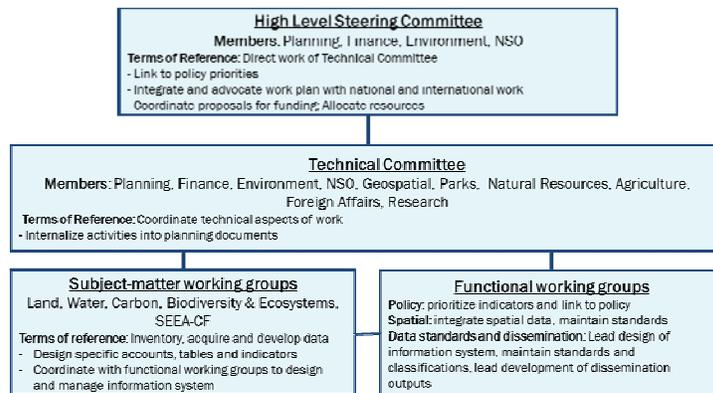 High Level Steering Committee
Members: Planning, Finance, Environment, NSO
Terms of Reference: Direct work of Technical Committee
- Link to policy priorities
- Integrate and advocate work plan with national and international work
Coordinate proposals for funding; Allocate resources
Technical Committee
Members: Planning, Finance, Environment, NSO, Geospatial, Parks, Natural Resources, Agriculture,
Foreign Affairs, Research
Terms of Reference: Coordinate technical aspects of work
- Internalize activities into planning documents
Subject-matter working groups
Land, Water, Carbon, Biodiversity & Ecosystems,
SEEA-CF
Terms of reference: Inventory, acquire and develop data
- Design specific accounts, tables and indicators
- Coordinate with functional working groups to design
and manage information system
Functional working groups
Policy: prioritize indicators and link to policy
Spatial: integrate spatial data, maintain standards
Data standards and dissemination: Lead design of
information system, maintain standards and
classifications, lead development of dissemination
outputs